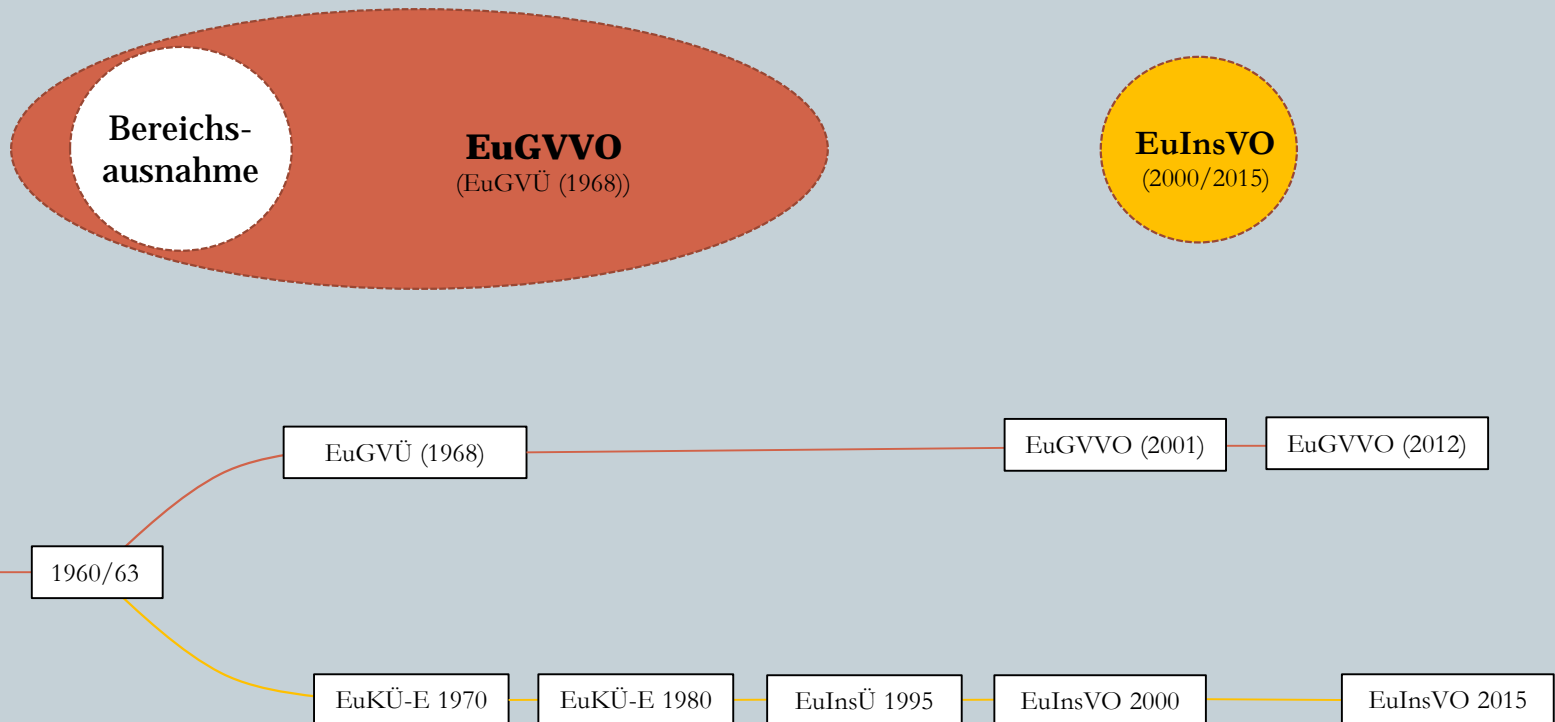 Bereichs-
ausnahme
EuGVVO
(EuGVÜ (1968))
EuInsVO
(2000/2015)
EuGVÜ (1968)
EuGVVO (2001)
EuGVVO (2012)
1960/63
EuKÜ-E 1970
EuKÜ-E 1980
EuInsÜ 1995
EuInsVO 2000
EuInsVO 2015